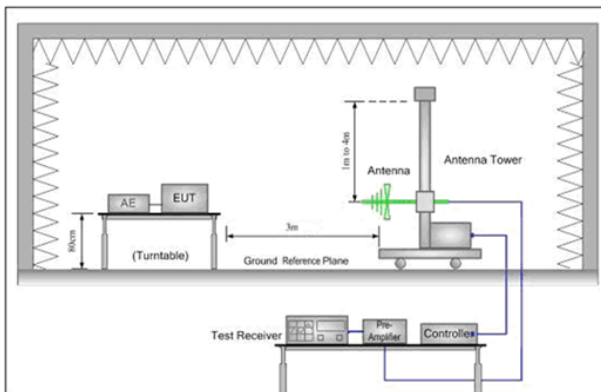 1m to 4m
Antenna
Antenna Tower
AE
EUT
80cm
(Turntable)
3m
Ground Reference Plane
Test Receiver
Pre-
Amplifier
Controller